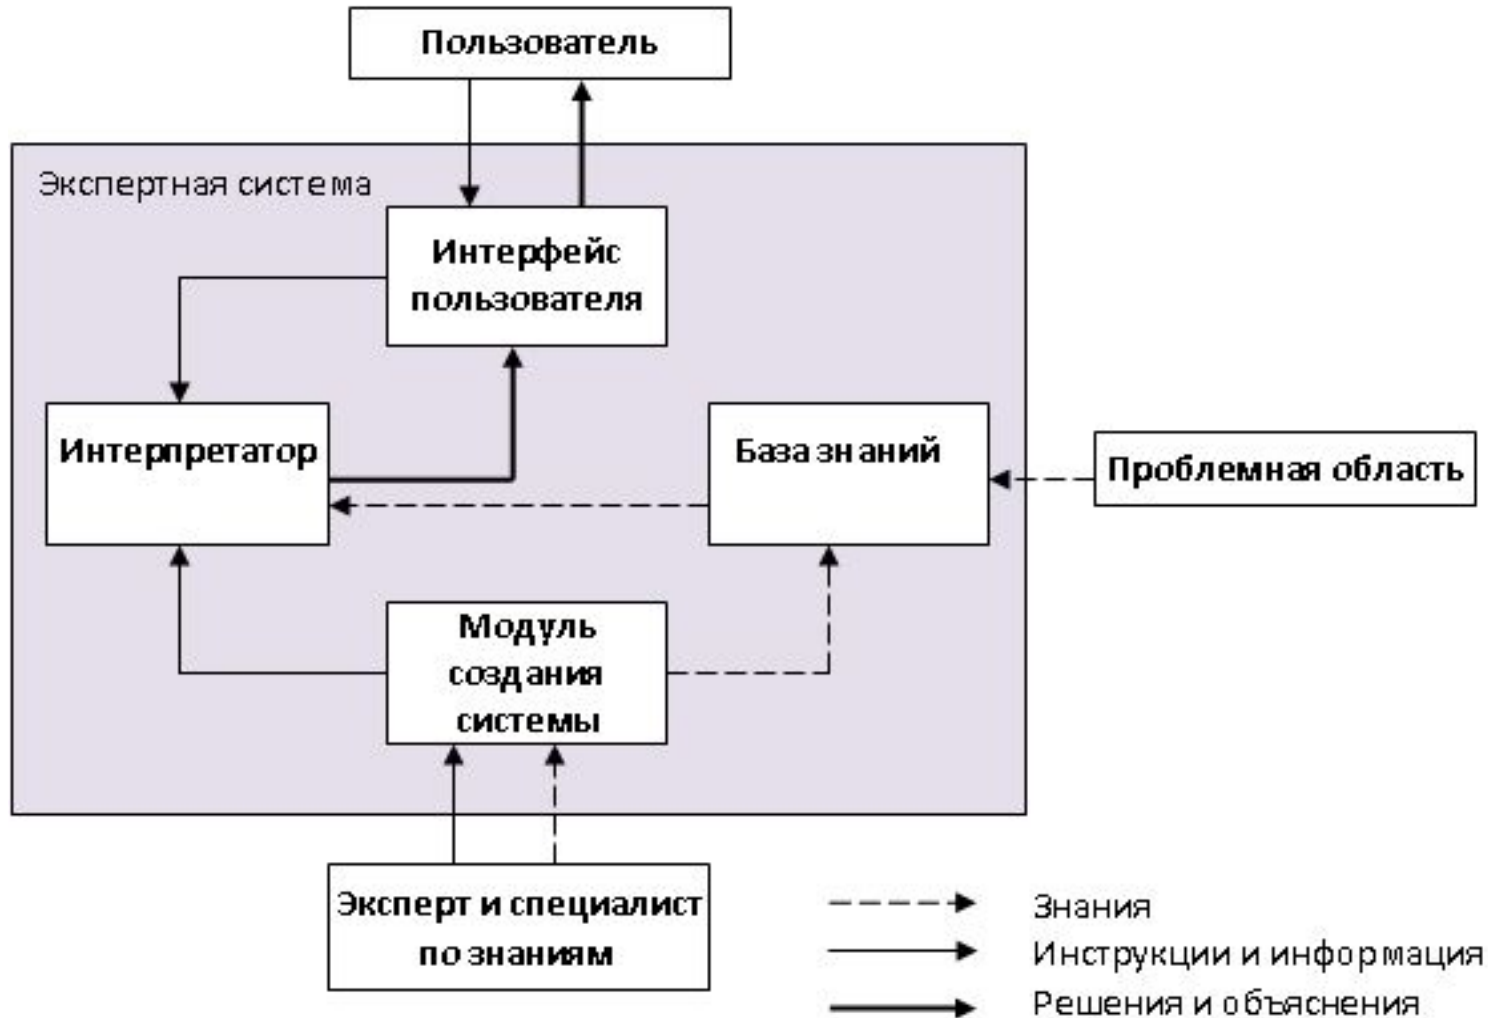 Пользователь
Экспертная система
Интерфейс
пользователя
Интерпретатор
База знаний
Проблемная область
Модуль
создания
системы
Эксперт и специалист
по знаниям
Знания
Инструкции и информация
Решения и объяснения